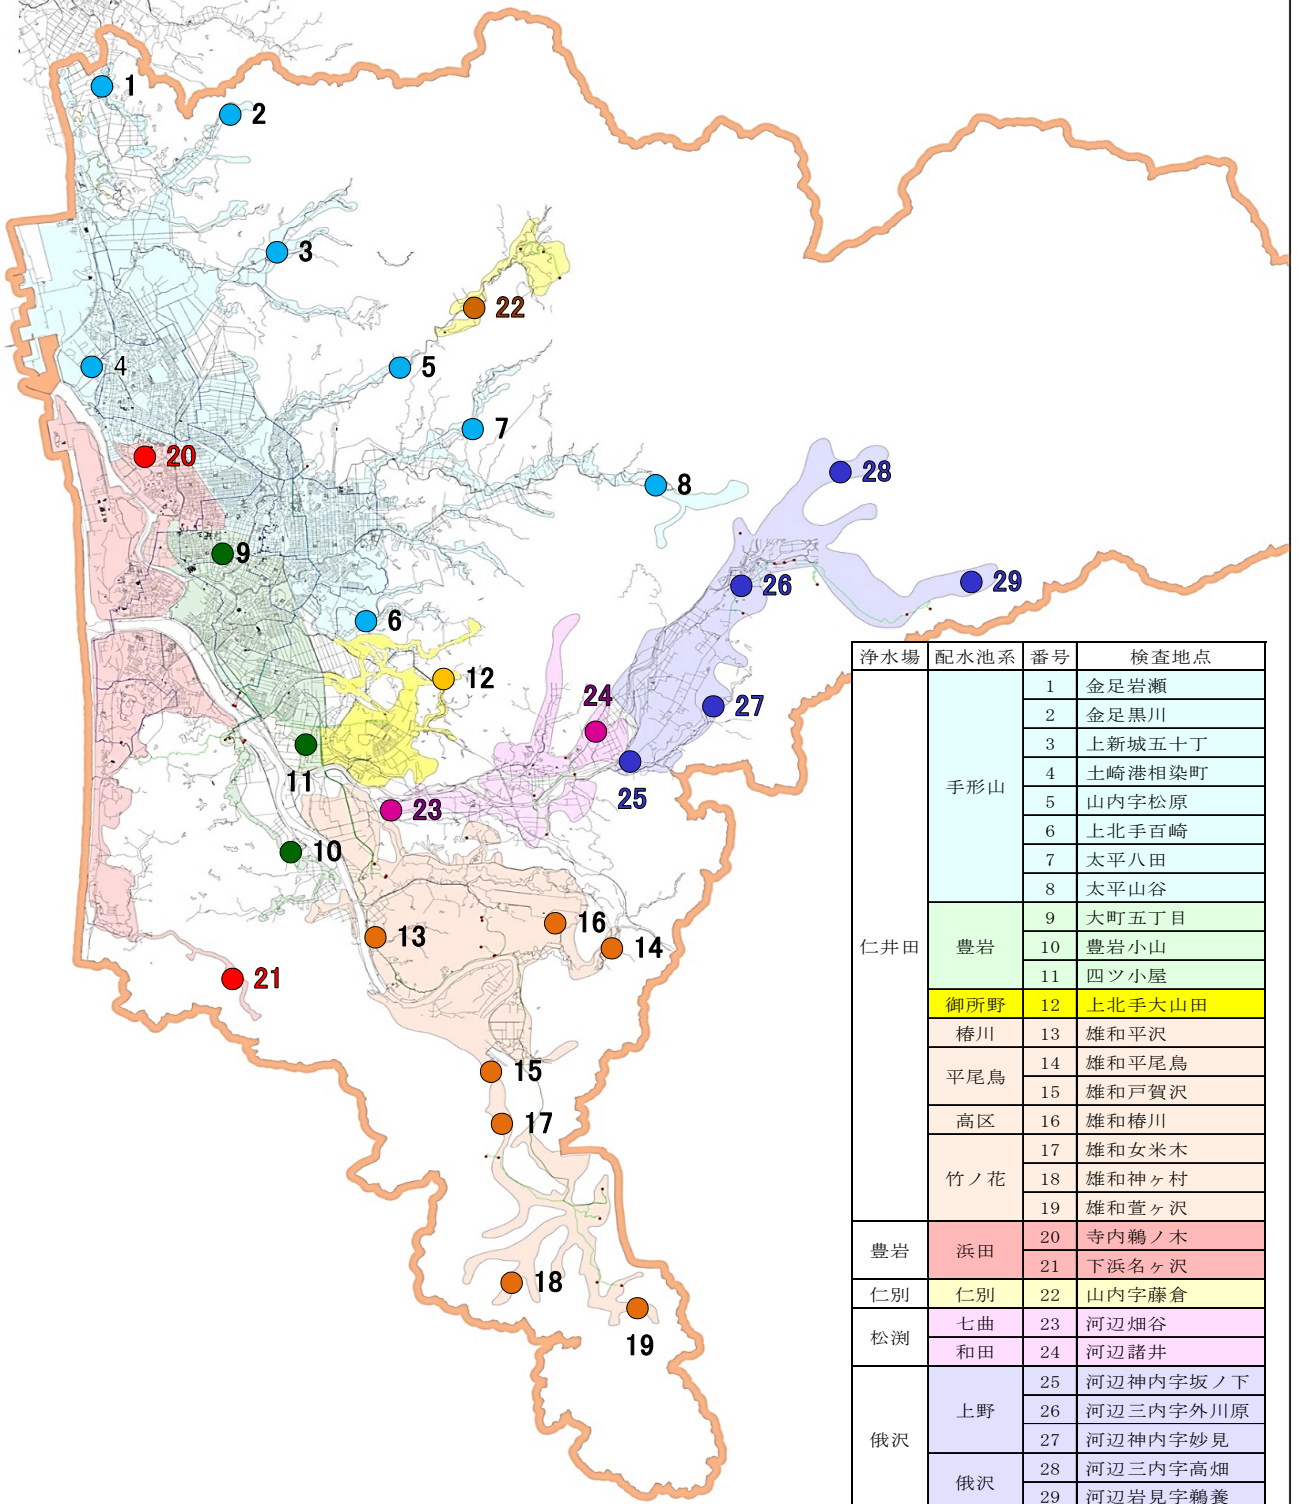 1
2
3
22
4
5
7
20
28
8
9
26
29
6
12
27
24
11
25
23
10
16
13
14
21
15
17
18
19
浄水場 配水池系 番号 検査地点
仁井田 手形山 1 金足岩瀬
2 金足黒川
3 上新城五十丁
4 土崎港相染町
5 山内字松原
6 上北手百崎
7 太平八田
8 太平山谷
豊岩 9 大町五丁目
10 豊岩小山
11 四ツ小屋
御所野 12 上北手大山田
椿川 13 雄和平沢
平尾鳥 14 雄和平尾鳥
15 雄和戸賀沢
高区 16 雄和椿川
竹ノ花 17 雄和女米木
18 雄和神ヶ村
19 雄和萱ヶ沢
豊岩 浜田 20 寺内鵜ノ木
21 下浜名ヶ沢
仁別 仁別 22 山内字藤倉
松渕 七曲 23 河辺畑谷
和田 24 河辺諸井
俄沢 上野 25 河辺神内字坂ノ下
26 河辺三内字外川原
27 河辺神内字妙見
俄沢 28 河辺三内字高畑
29 河辺岩見字鵜養